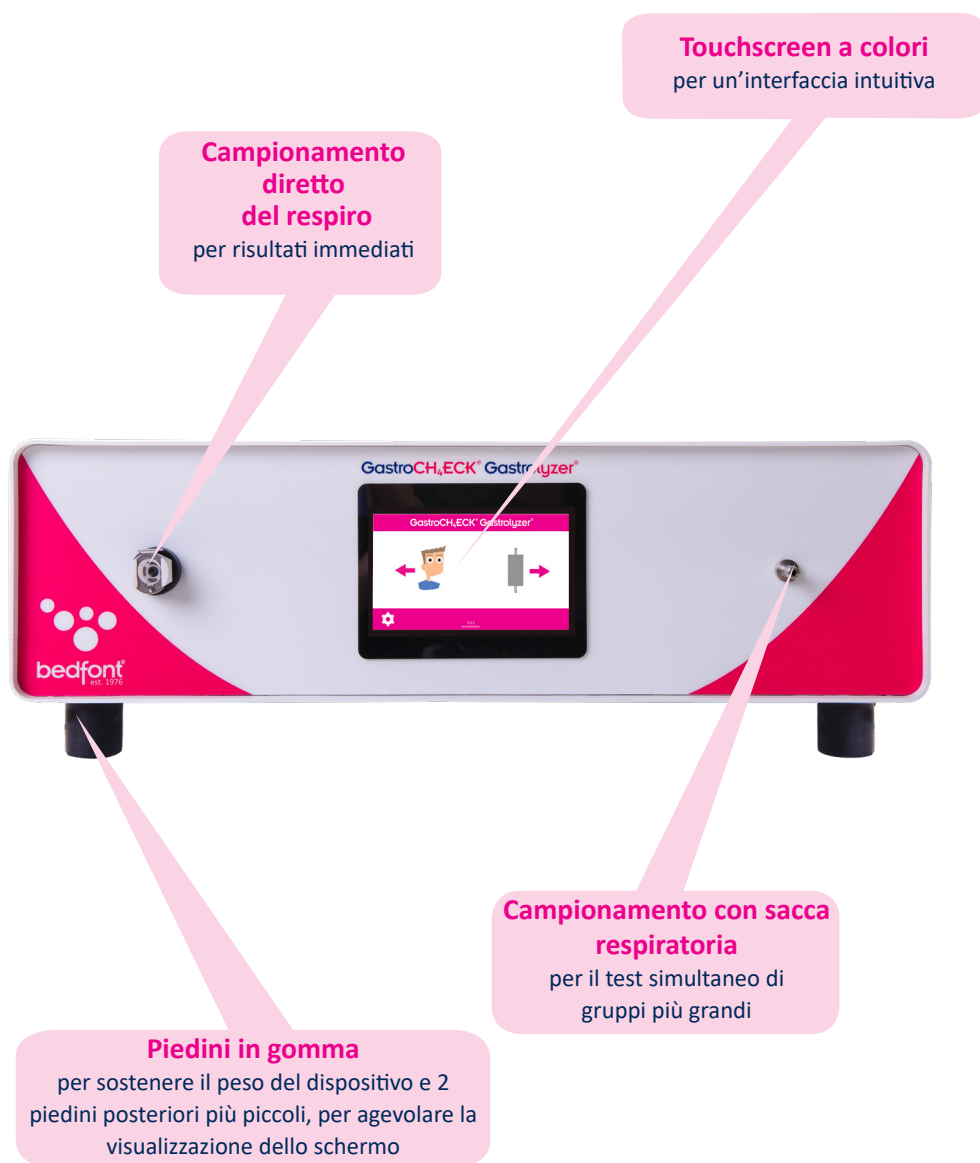 Touchscreen a colori
per un'interfaccia intuitiva
Campionamento
diretto
del respiro
per risultati immediati
GastroCH₄ECK® Gastrolyzer®
GastroCH₄ECK® Gastrolyzer®
bedfont®
est. 1976
Campionamento con sacca
respiratoria
per il test simultaneo di
gruppi più grandi
Piedini in gomma
per sostenere il peso del dispositivo e 2
piedini posteriori più piccoli, per agevolare la
visualizzazione dello schermo